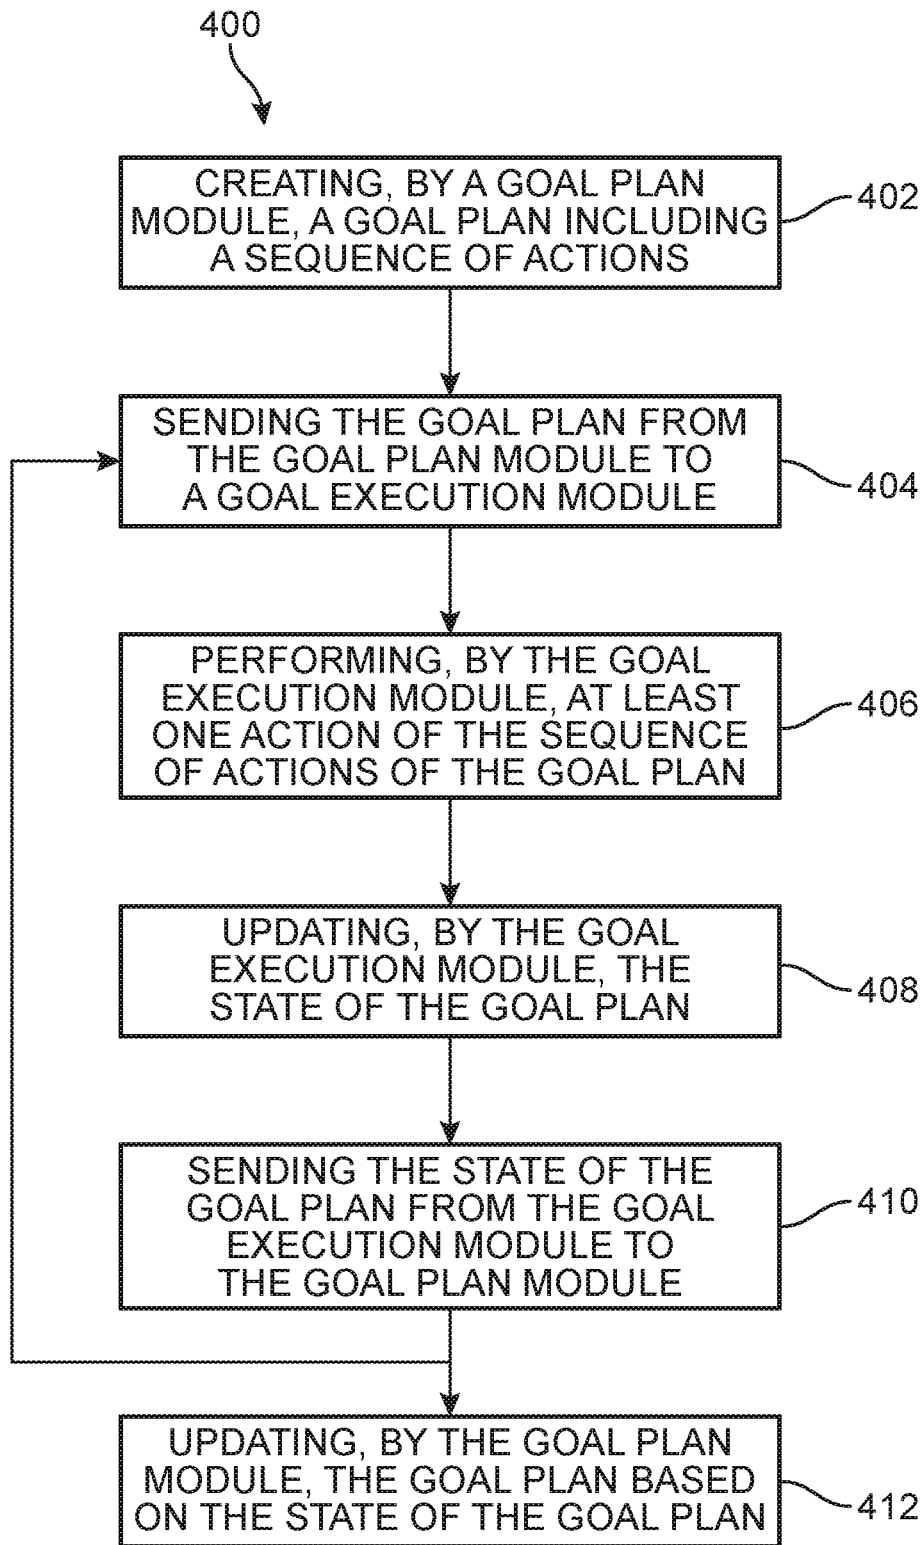 400
CREATING, BY A GOAL PLAN
MODULE, A GOAL PLAN INCLUDING
A SEQUENCE OF ACTIONS
402
SENDING THE GOAL PLAN FROM
THE GOAL PLAN MODULE TO
A GOAL EXECUTION MODULE
404
PERFORMING, BY THE GOAL
EXECUTION MODULE, AT LEAST
ONE ACTION OF THE SEQUENCE
OF ACTIONS OF THE GOAL PLAN
406
UPDATING, BY THE GOAL
EXECUTION MODULE, THE
STATE OF THE GOAL PLAN
408
SENDING THE STATE OF THE
GOAL PLAN FROM THE GOAL
EXECUTION MODULE TO
THE GOAL PLAN MODULE
410
UPDATING, BY THE GOAL PLAN
MODULE, THE GOAL PLAN BASED
ON THE STATE OF THE GOAL PLAN
412